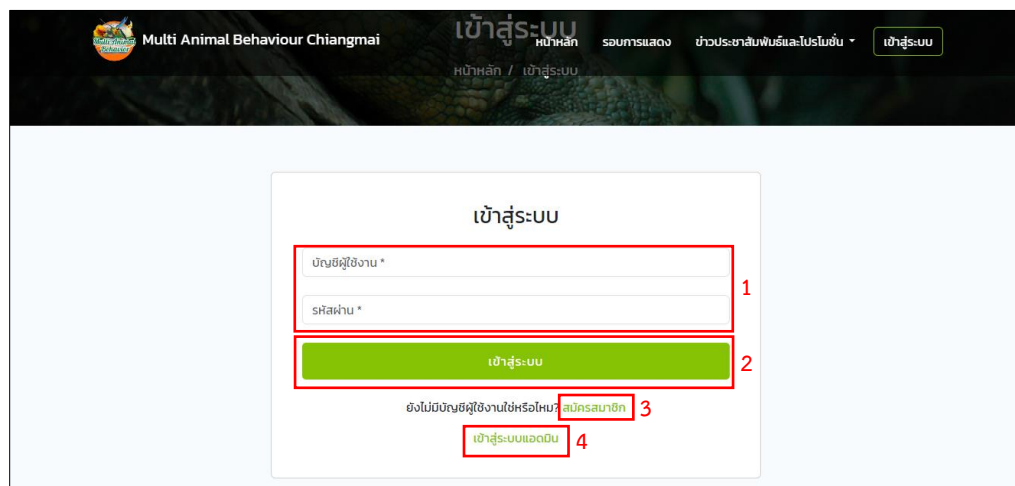 เข้าสู่ระบบ
Multi Animal Behavior
Multi Animal Behaviour Chiangmai
หน้าหลัก รอบการแสดง ข่าวประชาสัมพันธ์และโปรโมชั่น เข้าสู่ระบบ
หน้าหลัก / เข้าสู่ระบบ
เข้าสู่ระบบ
บัญชีผู้ใช้งาน *
1
รหัสผ่าน *
เข้าสู่ระบบ 2
ยังไม่มีบัญชีผู้ใช้งานใช่หรือไหม? สมัครสมาชิก 3
เข้าสู่ระบบแอดมิน 4